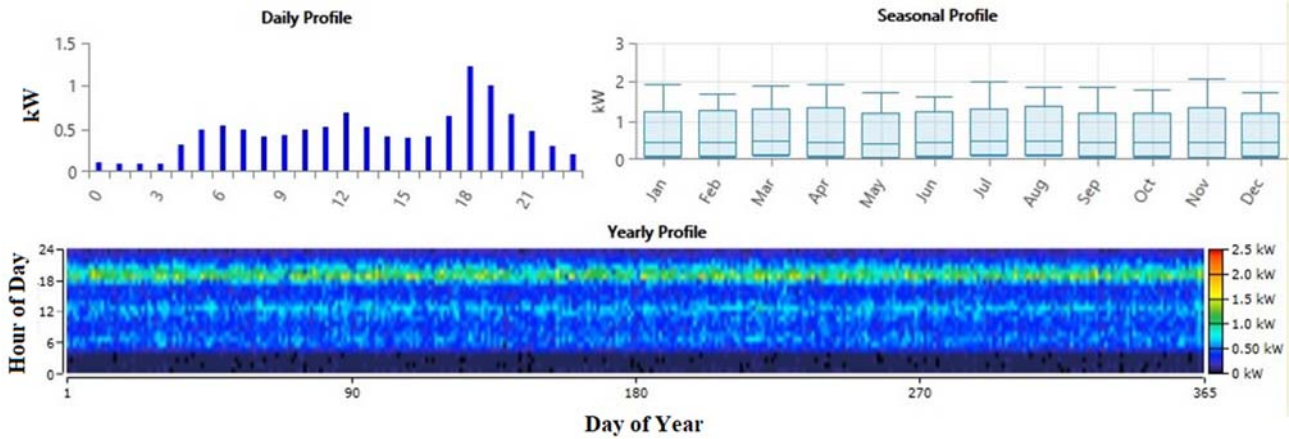 Daily Profile
kW
1.5
1
0.5
0
0 3 6 9 12 15 18 21
Seasonal Profile
kW
3
2
1
0
Jan Feb Mar Apr May Jun Jul Aug Sep Oct Nov Dec
Yearly Profile
Hour of Day
24
18
12
6
0
1 90 180 270 365
Day of Year
2.5 kW
2.0 kW
1.5 kW
1.0 kW
0.50 kW
0 kW